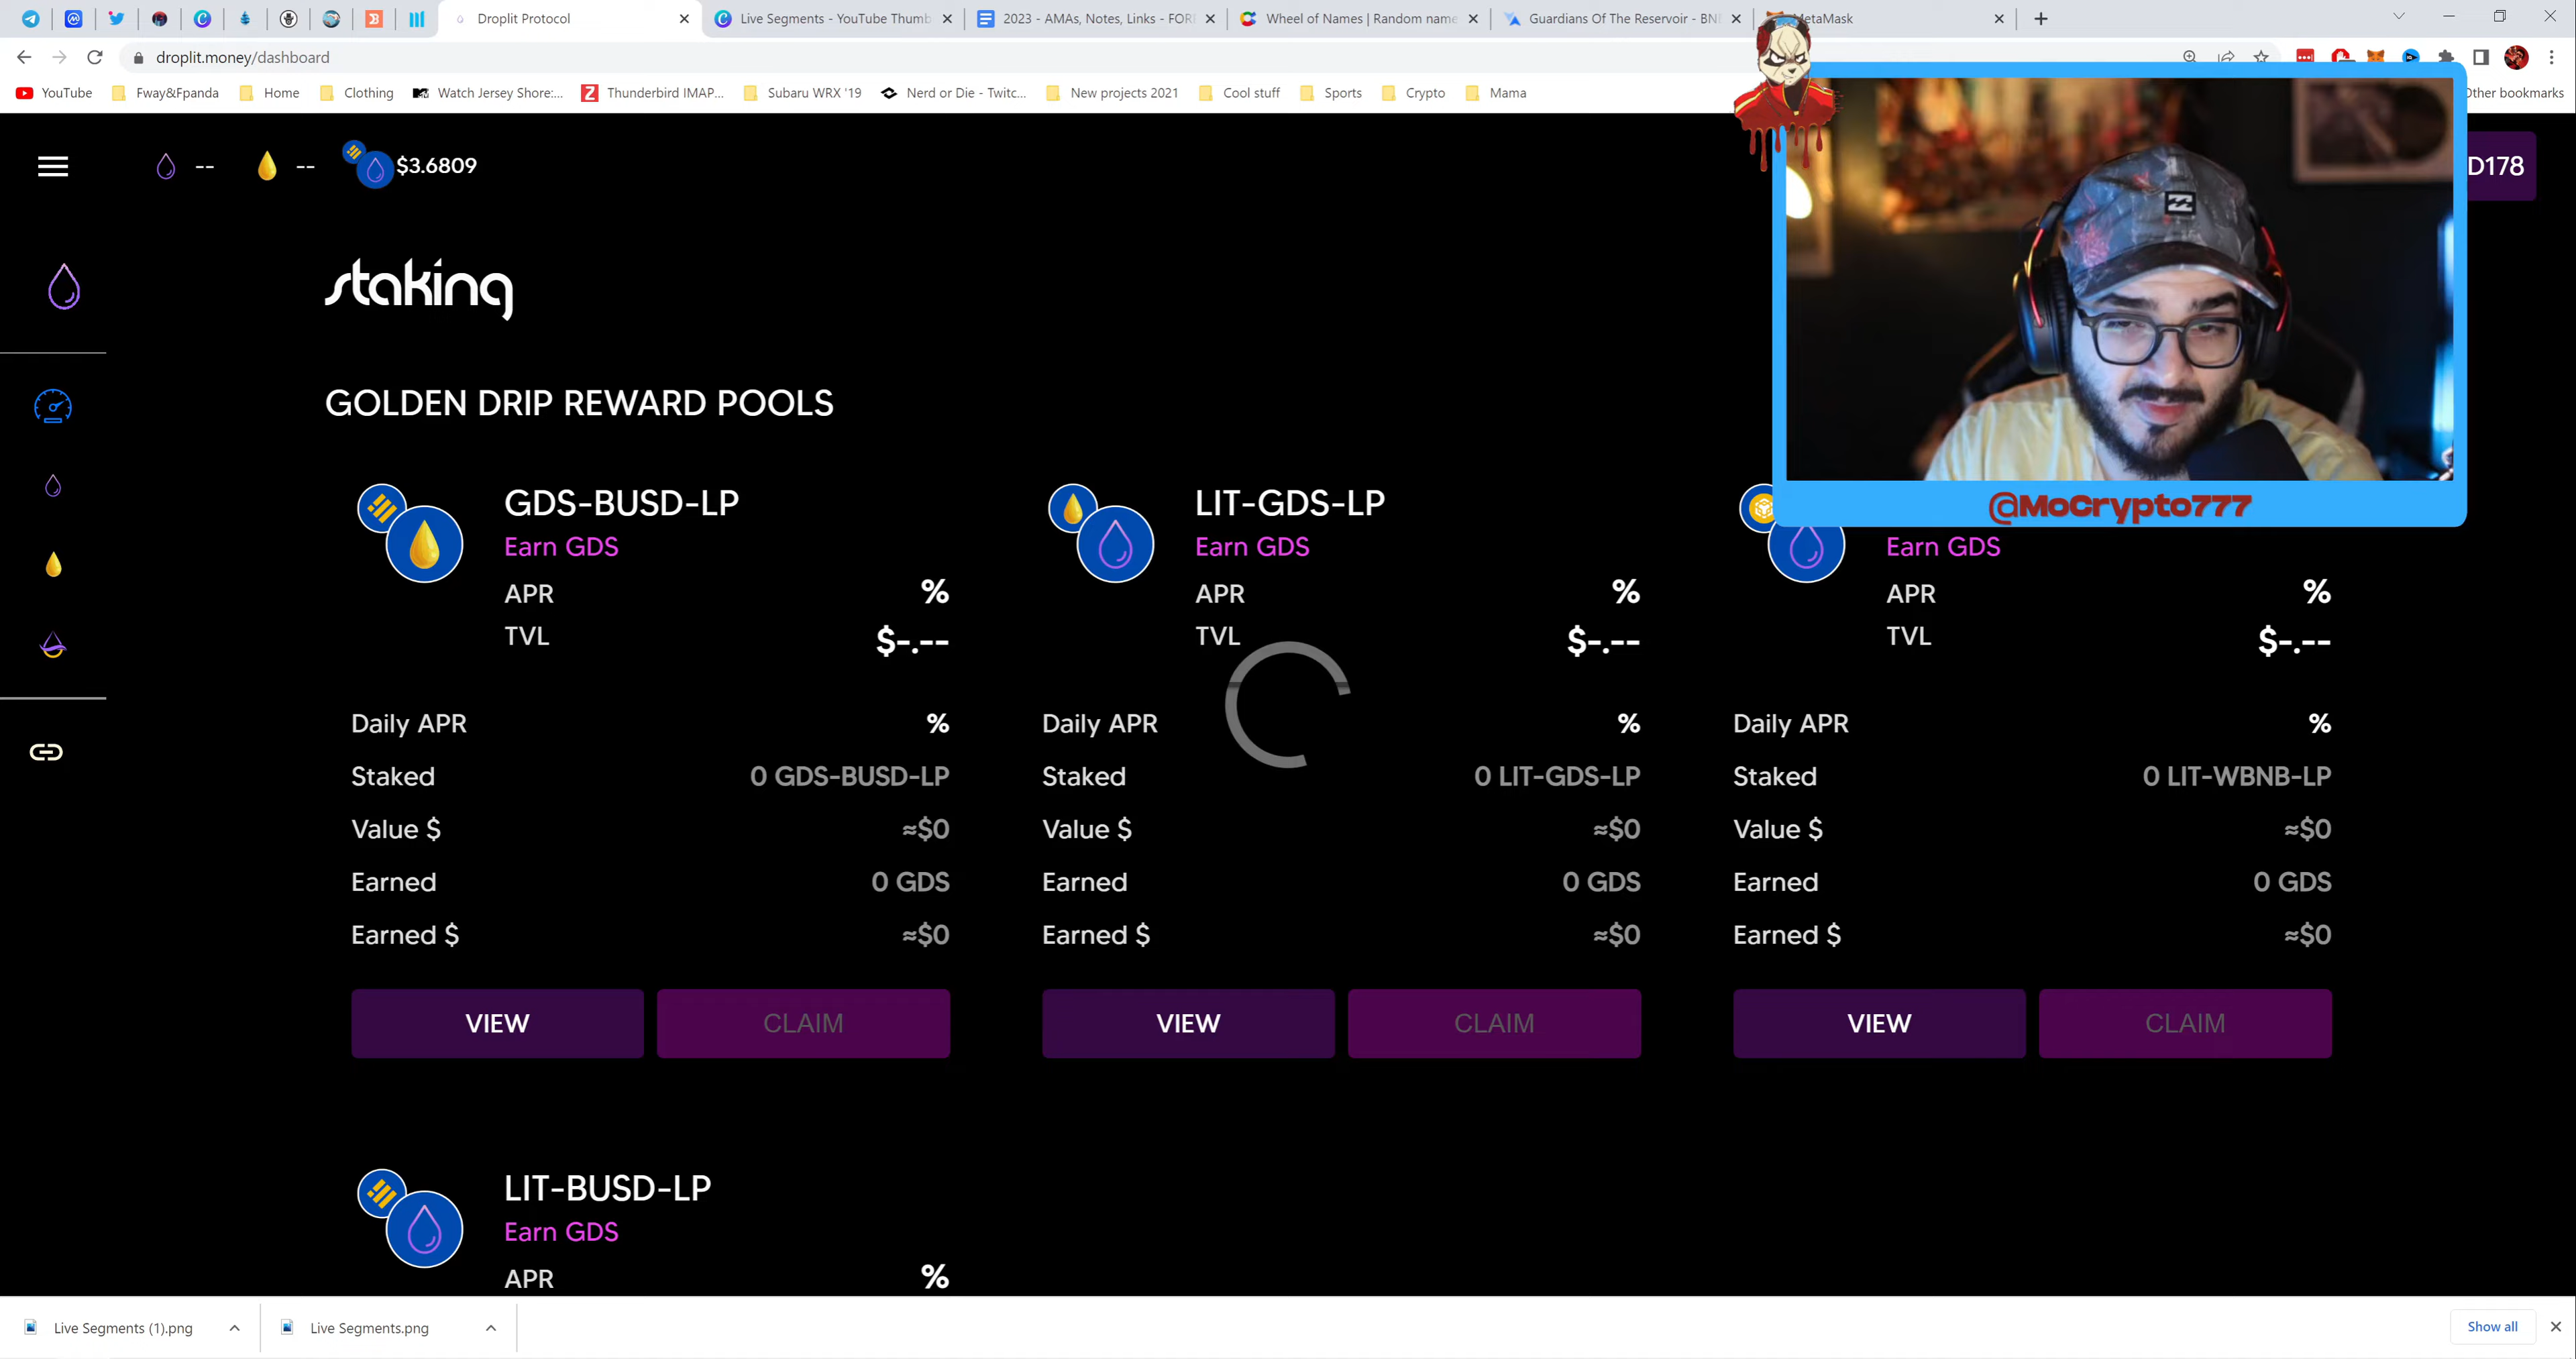 Droplit Protocol
Live Segments - YouTube Thumb
2023 - AMAs, Notes, Links - FOR
Wheel of Names | Random name
Guardians Of The Reservoir - BN
MetaMask
droplit.money/dashboard
YouTube
Fway&Fpanda
Home
Clothing
Watch Jersey Shore:...
Thunderbird IMAP...
Subaru WRX '19
Nerd or Die - Twitc...
New projects 2021
Cool stuff
Sports
Crypto
Mama
Other bookmarks
--
--
$3.6809
D178
staking
GOLDEN DRIP REWARD POOLS
@MoCrypto777
GDS-BUSD-LP
Earn GDS
APR %
TVL $-.--
Daily APR %
Staked 0 GDS-BUSD-LP
Value $ ≈$0
Earned 0 GDS
Earned $ ≈$0
VIEW CLAIM
LIT-GDS-LP
Earn GDS
APR %
TVL $-.--
Daily APR %
Staked 0 LIT-GDS-LP
Value $ ≈$0
Earned 0 GDS
Earned $ ≈$0
VIEW CLAIM
Earn GDS
APR %
TVL $-.--
Daily APR %
Staked 0 LIT-WBNB-LP
Value $ ≈$0
Earned 0 GDS
Earned $ ≈$0
VIEW CLAIM
LIT-BUSD-LP
Earn GDS
APR %
Live Segments (1).png
Live Segments.png
Show all